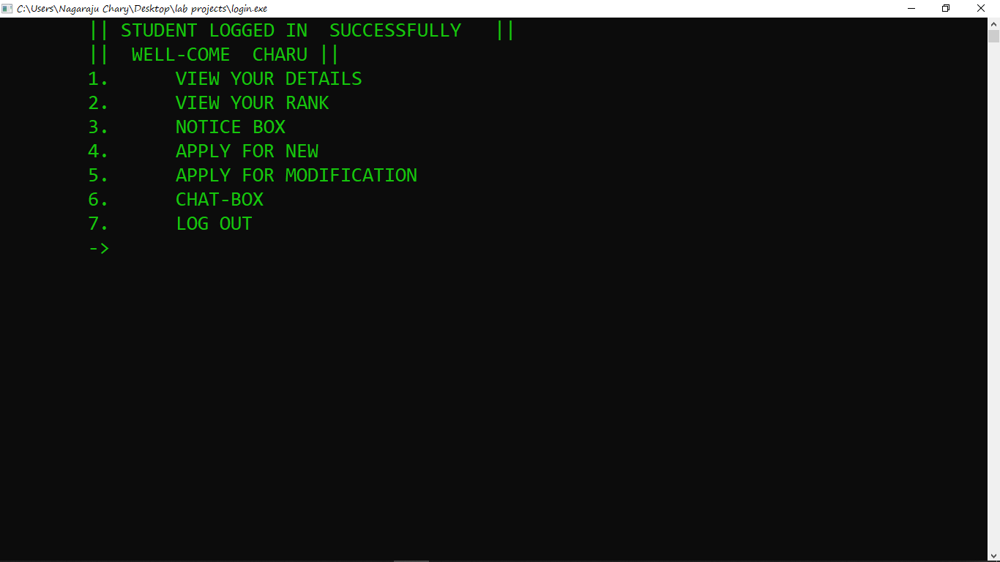 C:\Users\Nagaraju Chary\Desktop\lab projects\login.exe
|| STUDENT LOGGED IN  SUCCESSFULLY   ||
||  WELL-COME  CHARU ||
1.      VIEW YOUR DETAILS
2.      VIEW YOUR RANK
3.      NOTICE BOX
4.      APPLY FOR NEW
5.      APPLY FOR MODIFICATION
6.      CHAT-BOX
7.      LOG OUT
->